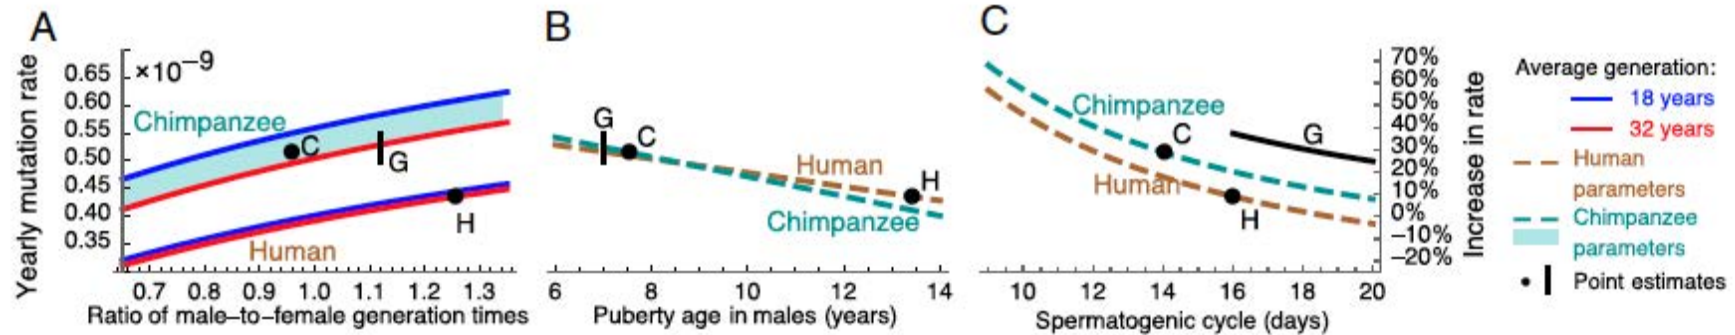 A
Yearly mutation rate
×10⁻⁹
0.65
0.60
0.55
0.50
0.45
0.40
0.35
Chimpanzee
C
G
H
Human
0.7 0.8 0.9 1.0 1.1 1.2 1.3
Ratio of male–to–female generation times
B
G
C
Human
H
Chimpanzee
6 8 10 12 14
Puberty age in males (years)
C
Chimpanzee
C
G
Human
H
10 12 14 16 18 20
Spermatogenic cycle (days)
70%
60%
50%
40%
30%
20%
10%
0%
–10%
–20%
Increase in rate
Average generation:
18 years
32 years
Human
parameters
Chimpanzee
parameters
Point estimates